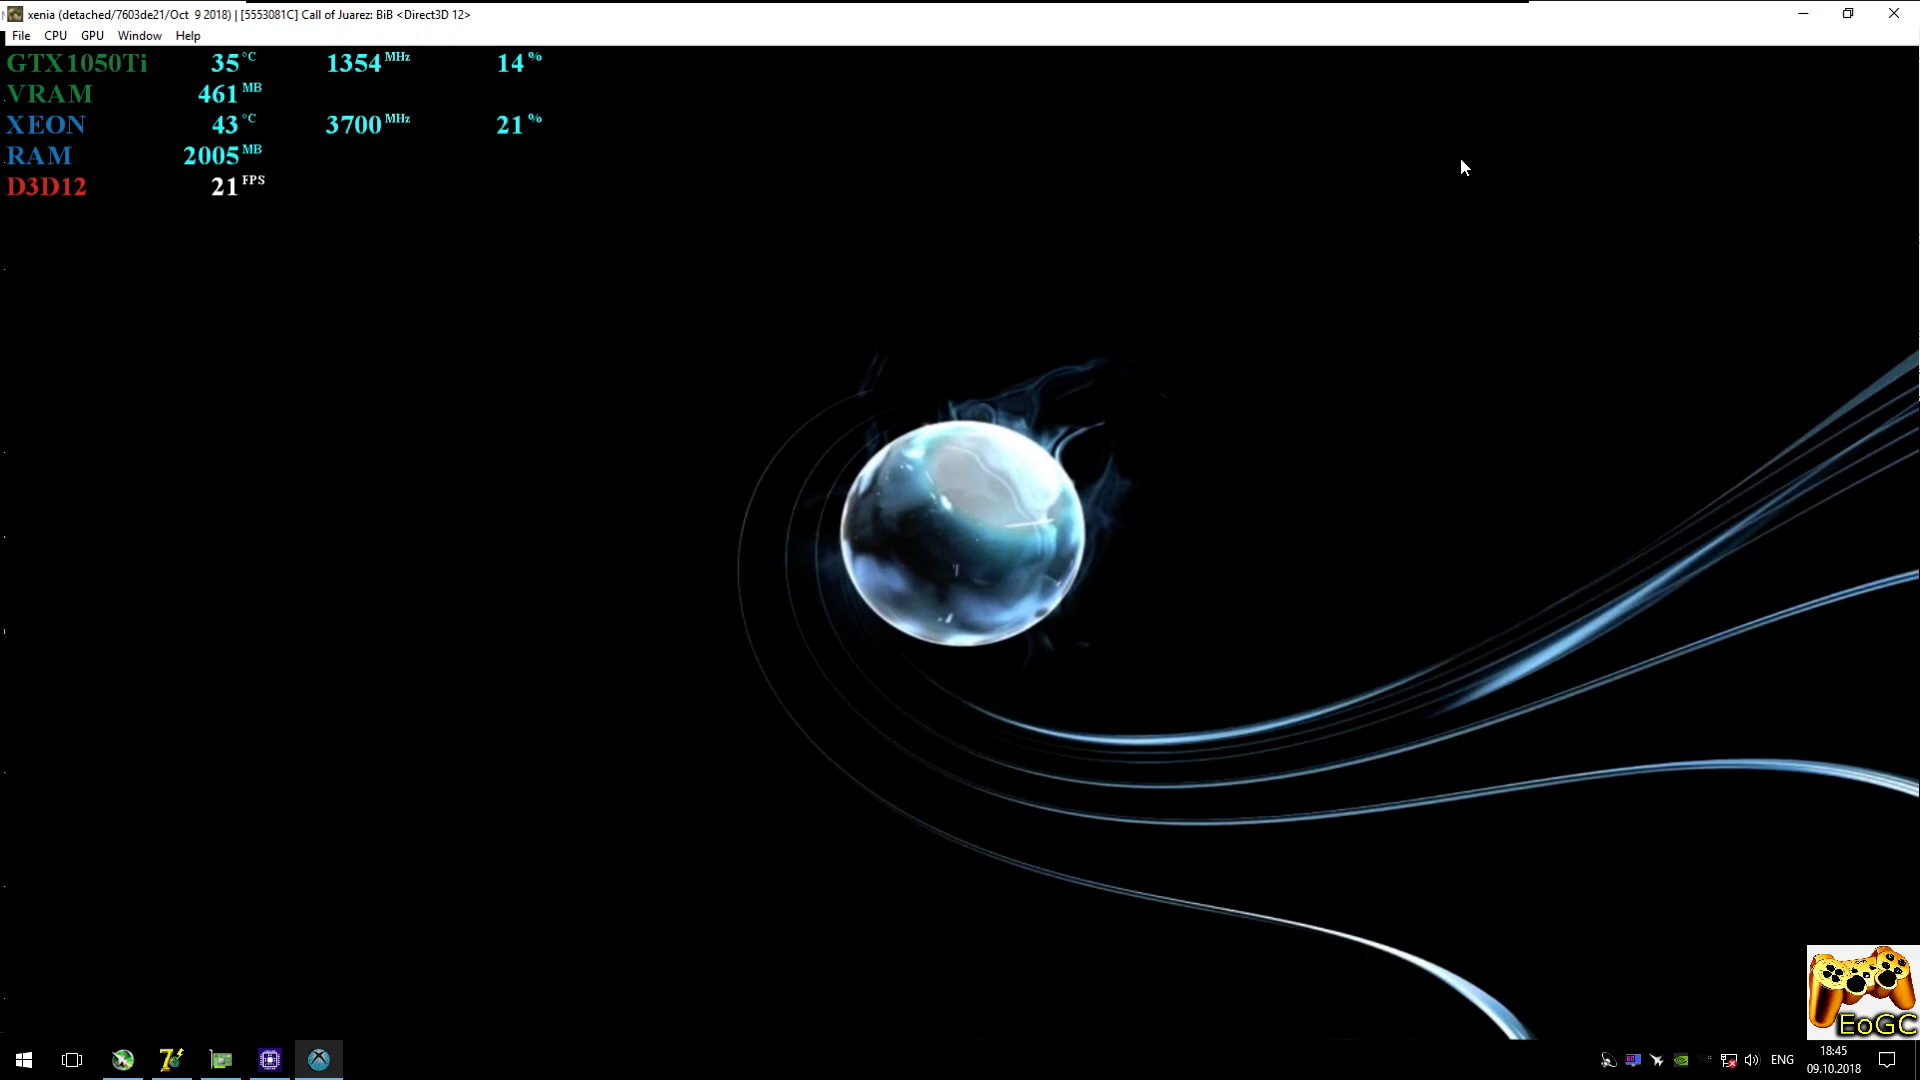 xenia (detached/7603de21/Oct 9 2018) | [5553081C] Call of Juarez: BiB <Direct3D 12>
File CPU GPU Window Help
GTX1050Ti 35 °C 1354 MHz 14 %
VRAM 461 MB
XEON 43 °C 3700 MHz 21 %
RAM 2005 MB
D3D12 21 FPS
EoGC
ENG 18:45
09.10.2018